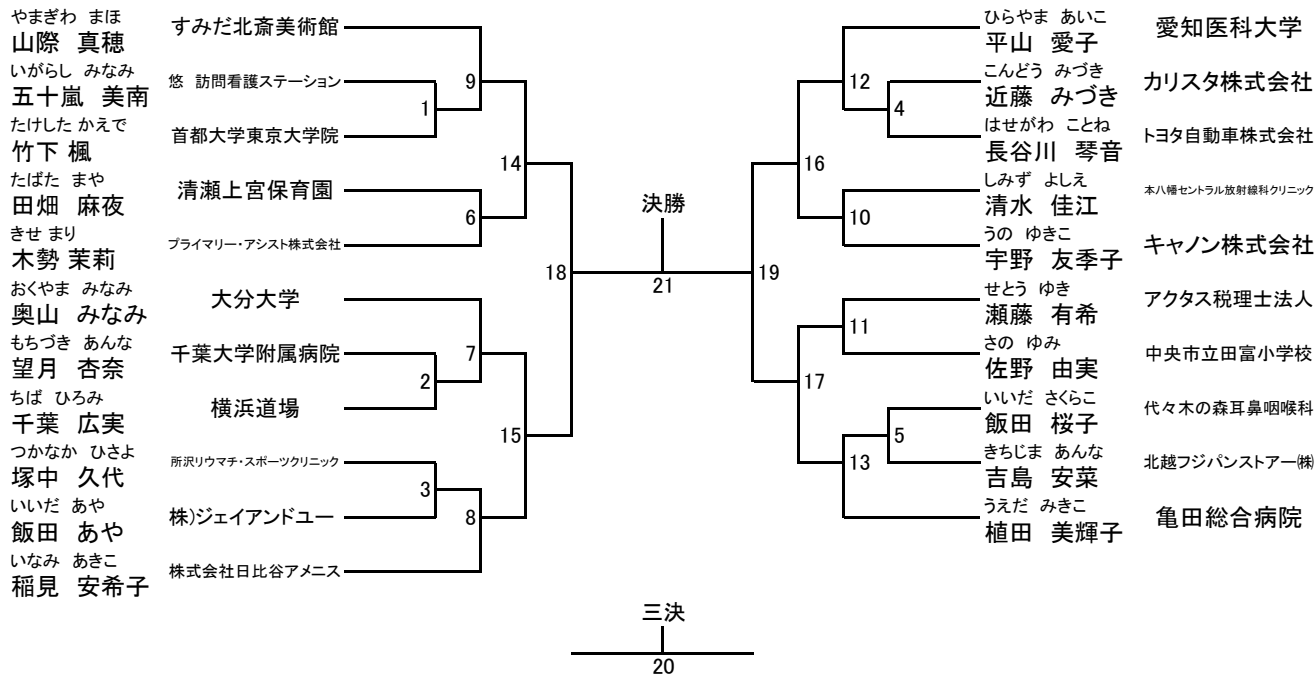 やまぎわ まほ
山際 真穂 すみだ北斎美術館
いがらし みなみ
五十嵐 美南 悠 訪問看護ステーション
たけした かえで
竹下 楓 首都大学東京大学院
たばた まや
田畑 麻夜 清瀬上宮保育園
きせ まり
木勢 茉莉 プライマリー・アシスト株式会社
おくやま みなみ
奥山 みなみ 大分大学
もちづき あんな
望月 杏奈 千葉大学附属病院
ちば ひろみ
千葉 広実 横浜道場
つかなか ひさよ
塚中 久代 所沢リウマチ・スポーツクリニック
いいだ あや
飯田 あや 株)ジェイアンドユー
いなみ あきこ
稲見 安希子 株式会社日比谷アメニス
9
1
14
6
18
7
2
15
3
8
決勝
21
三決
20
12
4
16
10
19
11
17
5
13
ひらやま あいこ
平山 愛子 愛知医科大学
こんどう みづき
近藤 みづき カリスタ株式会社
はせがわ ことね
長谷川 琴音 トヨタ自動車株式会社
しみず よしえ
清水 佳江 本八幡セントラル放射線科クリニック
うの ゆきこ
宇野 友季子 キャノン株式会社
せとう ゆき
瀬藤 有希 アクタス税理士法人
さの ゆみ
佐野 由実 中央市立田富小学校
いいだ さくらこ
飯田 桜子 代々木の森耳鼻咽喉科
きちじま あんな
吉島 安菜 北越フジパンストアー㈱
うえだ みきこ
植田 美輝子 亀田総合病院